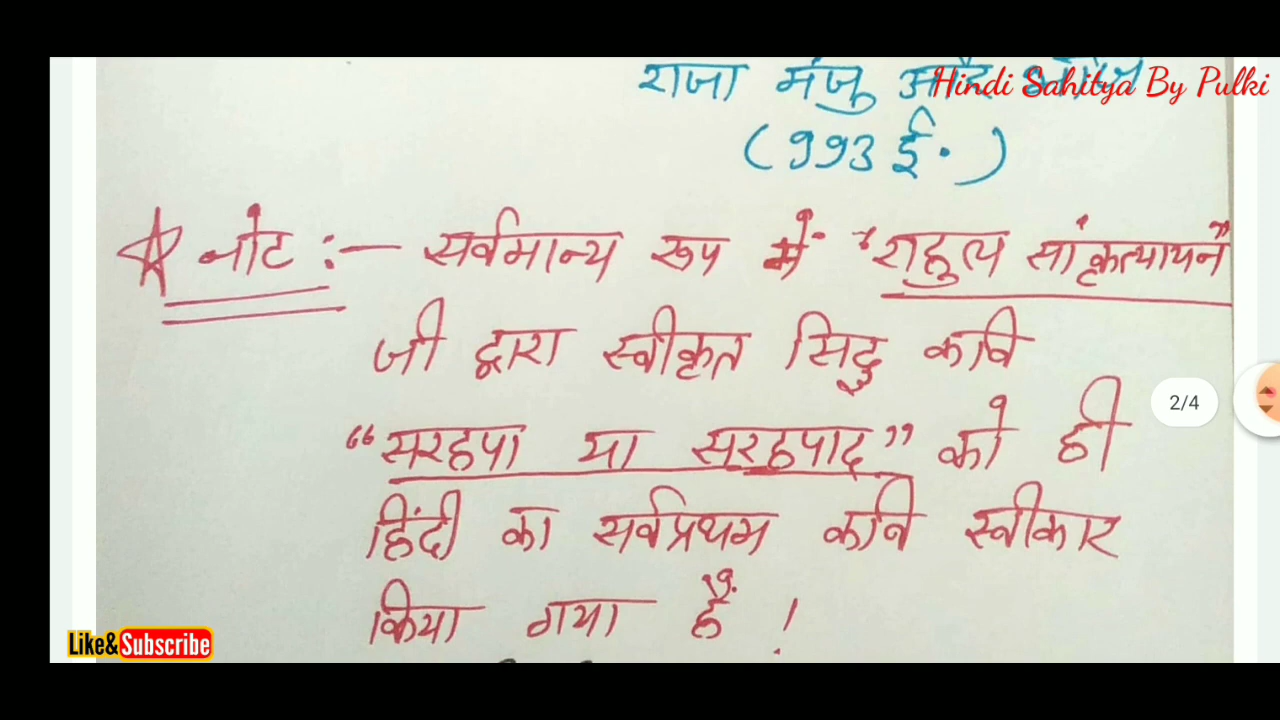 राजा मंजु और
Hindi Sahitya By Pulki
(993 ई.)
नोट :- सर्वमान्य रूप में "राहुल सांकृत्यायन"
जी द्वारा स्वीकृत सिद्ध कवि
2/4
"सरहपा या सरहपाद" को ही
हिंदी का सर्वप्रथम कवि स्वीकार
किया गया है !
Like& Subscribe